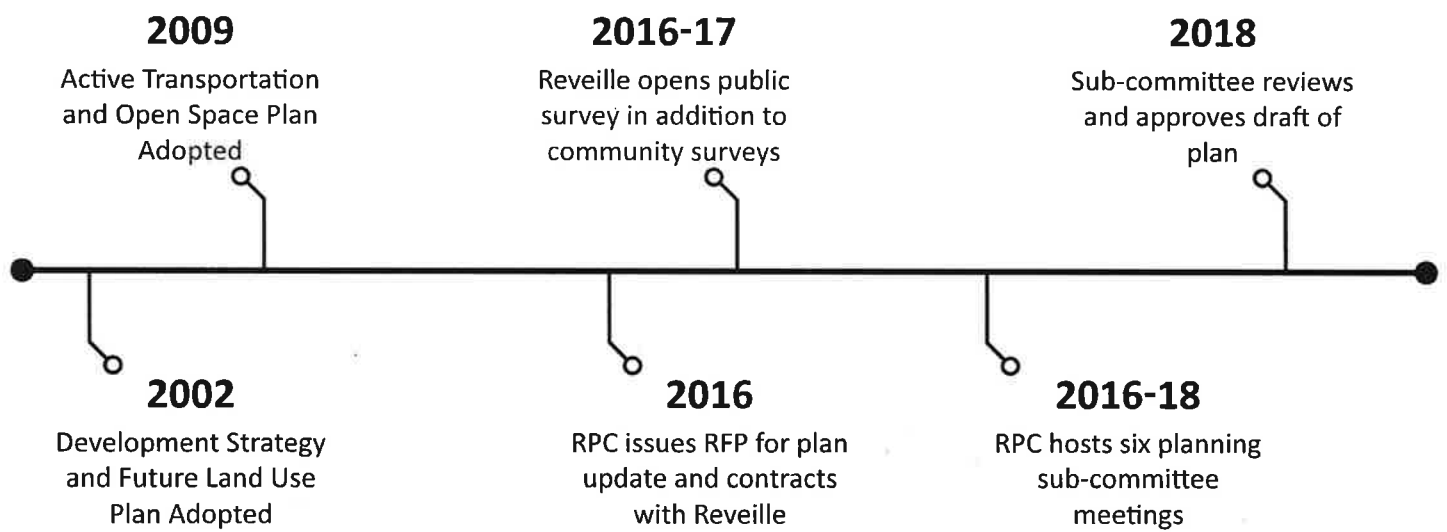 2009
Active Transportation
and Open Space Plan
Adopted
2016-17
Reveille opens public
survey in addition to
community surveys
2018
Sub-committee reviews
and approves draft of
plan
2002
Development Strategy
and Future Land Use
Plan Adopted
2016
RPC issues RFP for plan
update and contracts
with Reveille
2016-18
RPC hosts six planning
sub-committee
meetings